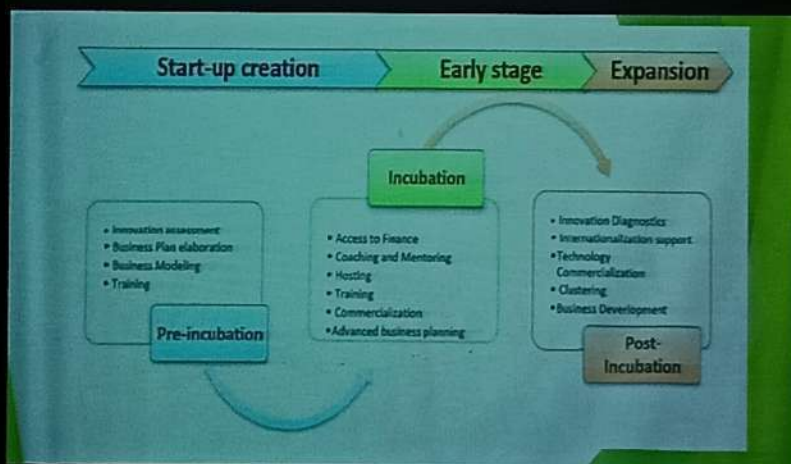 Start-up creation
Early stage
Expansion
Incubation
• Innovation assessment
• Business Plan elaboration
• Business Modeling
• Training
Pre-incubation
• Access to Finance
• Coaching and Mentoring
• Hosting
• Training
• Commercialization
• Advanced business planning
• Innovation Diagnostics
• Internationalization support
• Technology
Commercialization
• Clustering
• Business Deverlopment
Post-
Incubation